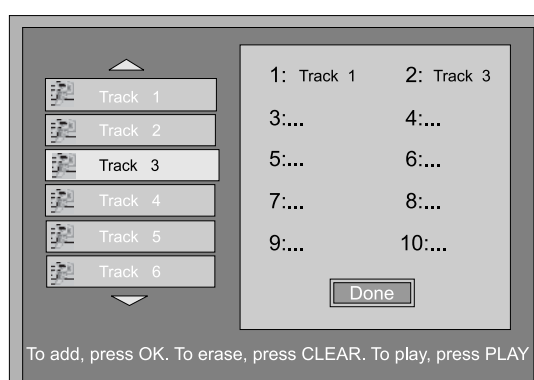 Track 1
Track 2
Track 3
Track 4
Track 5
Track 6
1: Track 1 2: Track 3
3:... 4:...
5:... 6:...
7:... 8:...
9:... 10:...
Done
To add, press OK. To erase, press CLEAR. To play, press PLAY